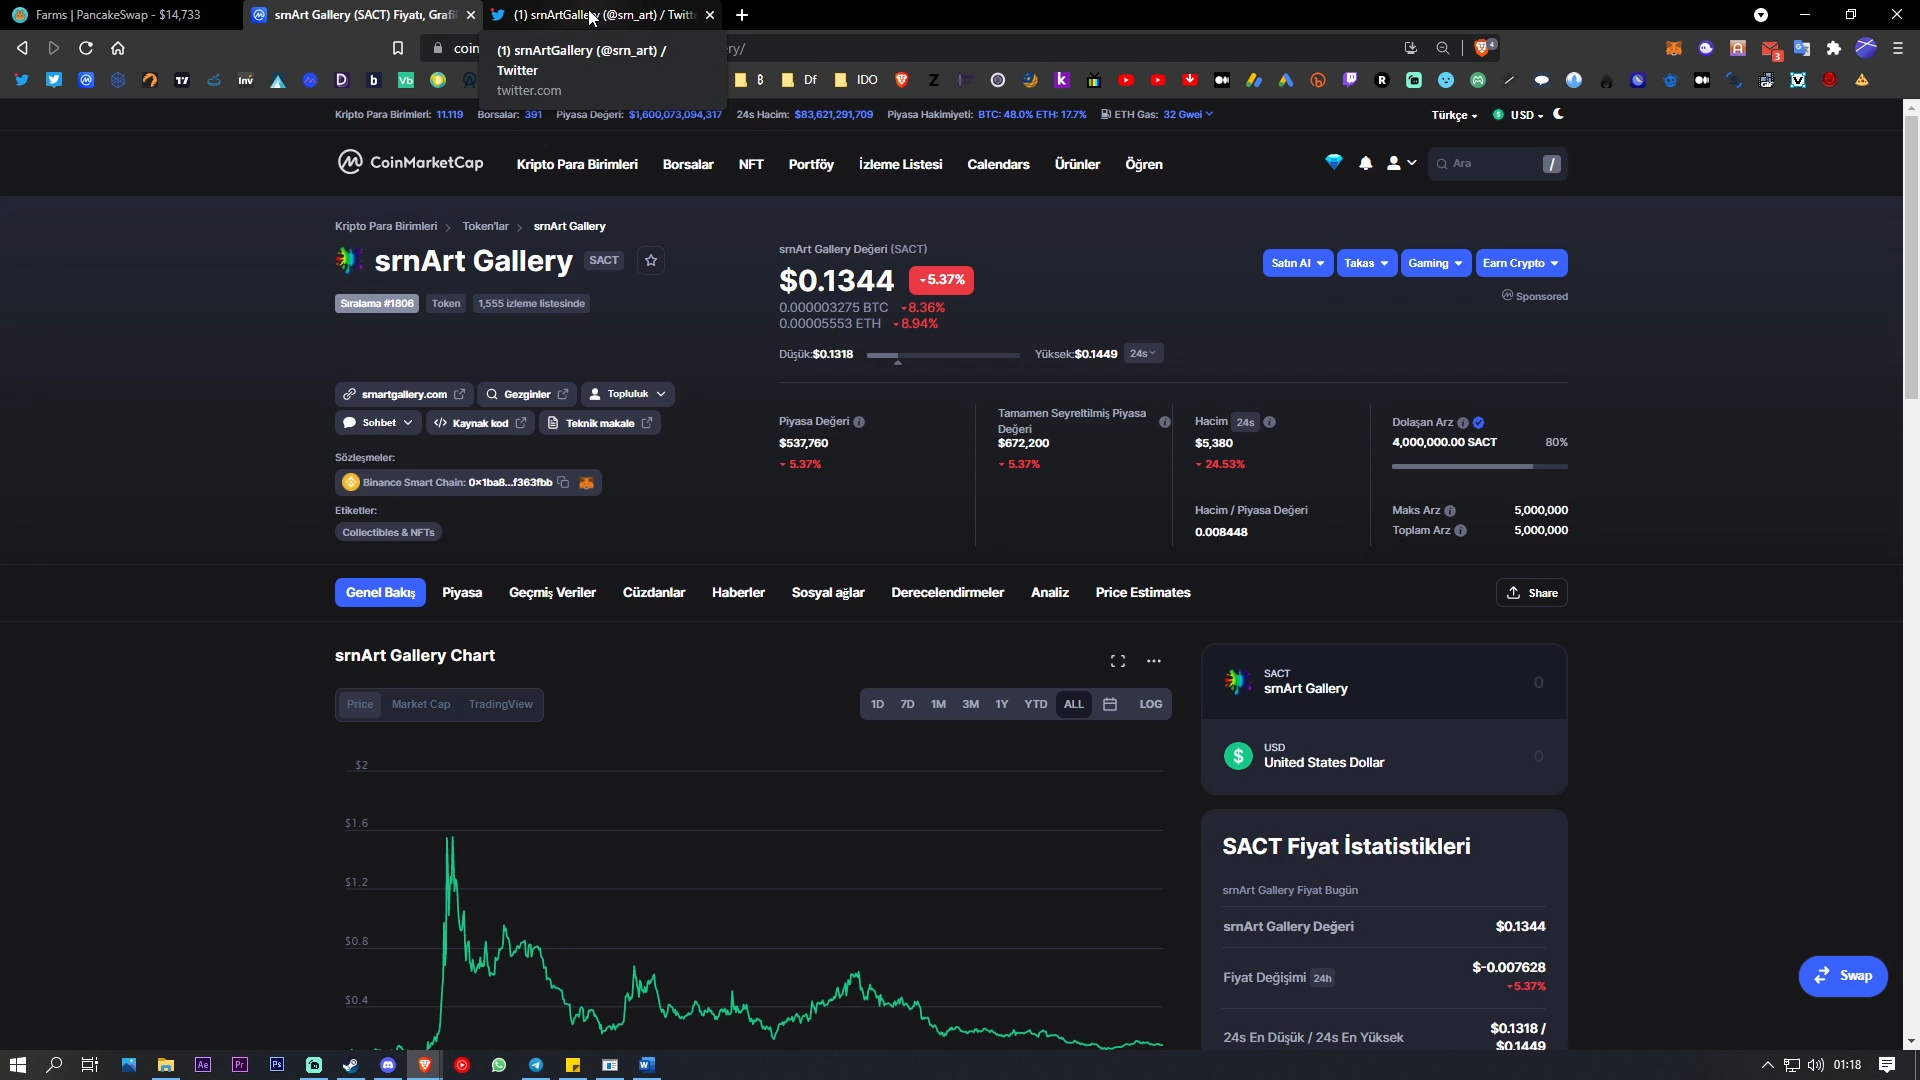 Farms | PancakeSwap - $14,733
srnArt Gallery (SACT) Fiyatı, Grafi
(1) srnArtGallery (@srn_art) / Twitt
coin
ry/
(1) srnArtGallery (@srn_art) /
Twitter
twitter.com
Df
IDO
Kripto Para Birimleri: 11.119 Borsalar: 391 Piyasa Değeri: $1,600,073,094,317 24s Hacim: $83,621,291,709 Piyasa Hakimiyeti: BTC: 48.0% ETH: 17.7% ETH Gas: 32 Gwei
Türkçe USD
CoinMarketCap Kripto Para Birimleri Borsalar NFT Portföy İzleme Listesi Calendars Ürünler Öğren
Ara /
Kripto Para Birimleri > Token'lar > srnArt Gallery
srnArt Gallery SACT
Sıralama #1806 Token 1,555 izleme listesinde
srnArt Gallery Değeri (SACT)
$0.1344 5.37%
0.000003275 BTC 8.36%
0.00005553 ETH 8.94%
Düşük:$0.1318 Yüksek:$0.1449 24s
Satın Al Takas Gaming Earn Crypto
Sponsored
srnartgallery.com Gezginler Topluluk
Sohbet Kaynak kod Teknik makale
Sözleşmeler:
Binance Smart Chain: 0x1ba8...f363fbb
Etiketler:
Collectibles & NFTs
Piyasa Değeri
$537,760
5.37%
Tamamen Seyreltilmiş Piyasa
Değeri
$672,200
5.37%
Hacim 24s
$5,380
24.53%
Hacim / Piyasa Değeri
0.008448
Dolaşan Arz
4,000,000.00 SACT 80%
Maks Arz 5,000,000
Toplam Arz 5,000,000
Genel Bakış Piyasa Geçmiş Veriler Cüzdanlar Haberler Sosyal ağlar Derecelendirmeler Analiz Price Estimates
Share
srnArt Gallery Chart
Price Market Cap TradingView
1D 7D 1M 3M 1Y YTD ALL LOG
$2
$1.6
$1.2
$0.8
$0.4
SACT
srnArt Gallery 0
USD
United States Dollar 0
SACT Fiyat İstatistikleri
srnArt Gallery Fiyat Bugün
srnArt Gallery Değeri $0.1344
Fiyat Değişimi 24h $-0.007628
5.37%
24s En Düşük / 24s En Yüksek $0.1318 /
$0.1449
Swap
01:18